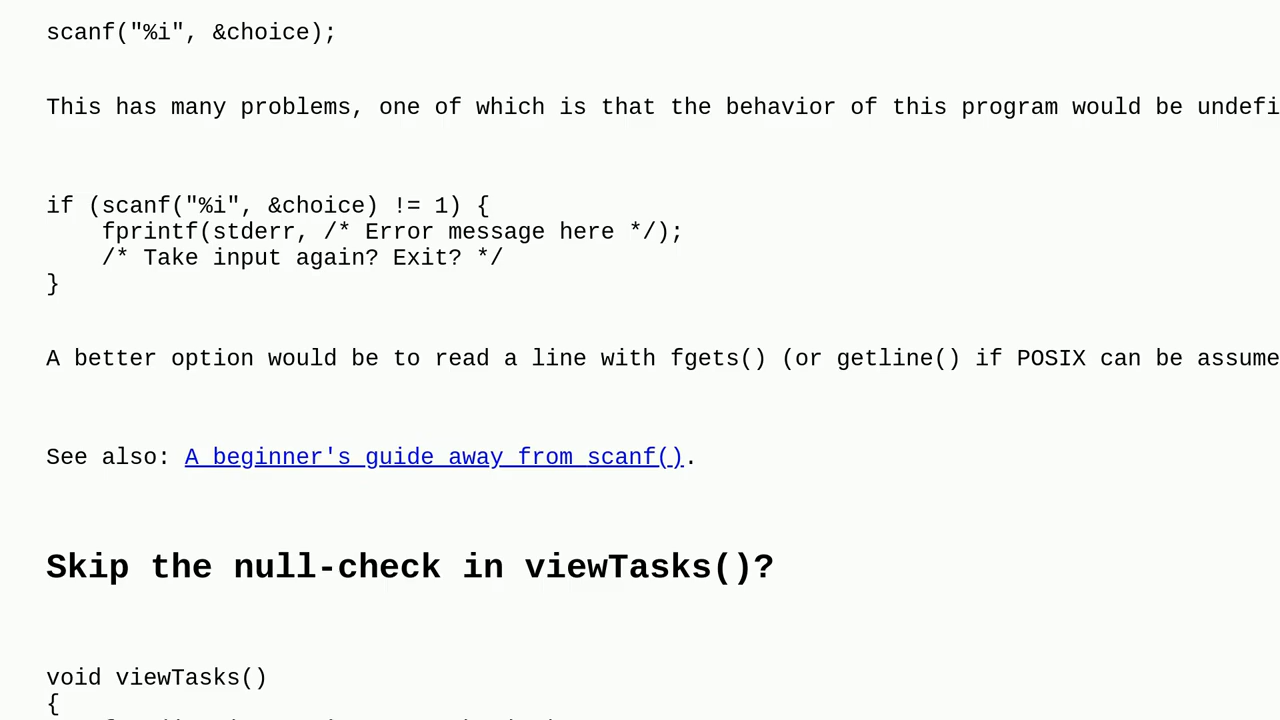 scanf("%i", &choice);
This has many problems, one of which is that the behavior of this program would be
if (scanf("%i", &choice) != 1) {
    fprintf(stderr, /* Error message here */);
    /* Take input again? Exit? */
}
A better option would be to read a line with fgets() (or getline() if POSIX can be
See also: A beginner's guide away from scanf().
Skip the null-check in viewTasks()?
void viewTasks()
{